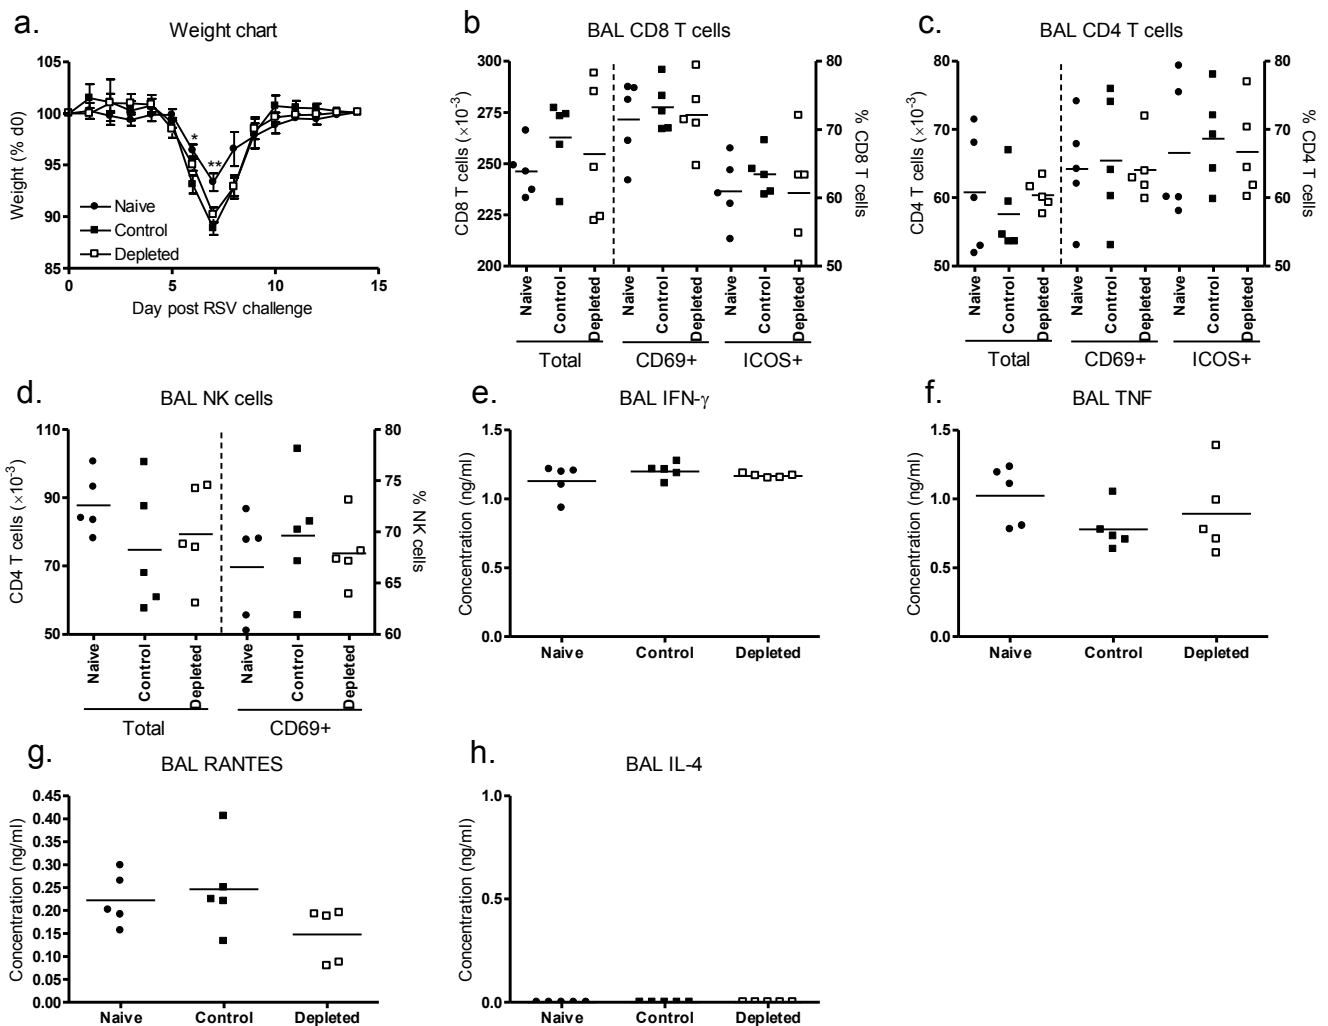 a.
Weight chart
Weight (% d0)
105
100
95
90
85
*
**
Naive
Control
Depleted
0
5
10
15
Day post RSV challenge
b.
BAL CD8 T cells
CD8 T cells (×10⁻³)
300
275
250
225
200
80
70
60
50
% CD8 T cells
Naive
Control
Depleted
Naive
Control
Depleted
Naive
Control
Depleted
Total
CD69+
ICOS+
c.
BAL CD4 T cells
CD4 T cells (×10⁻³)
80
70
60
50
80
70
60
50
% CD4 T cells
Naive
Control
Depleted
Naive
Control
Depleted
Naive
Control
Depleted
Total
CD69+
ICOS+
d.
BAL NK cells
CD4 T cells (×10⁻³)
110
90
70
50
80
75
70
65
60
% NK cells
Naive
Control
Depleted
Naive
Control
Depleted
Total
CD69+
e.
BAL IFN-γ
Concentration (ng/ml)
1.5
1.0
0.5
0.0
Naive Control Depleted
f.
BAL TNF
Concentration (ng/ml)
1.5
1.0
0.5
0.0
Naive Control Depleted
g.
BAL RANTES
Concentration (ng/ml)
0.45
0.40
0.35
0.30
0.25
0.20
0.15
0.10
0.05
0.00
Naive Control Depleted
h.
BAL IL-4
Concentration (ng/ml)
1.0
0.5
0.0
Naive Control Depleted